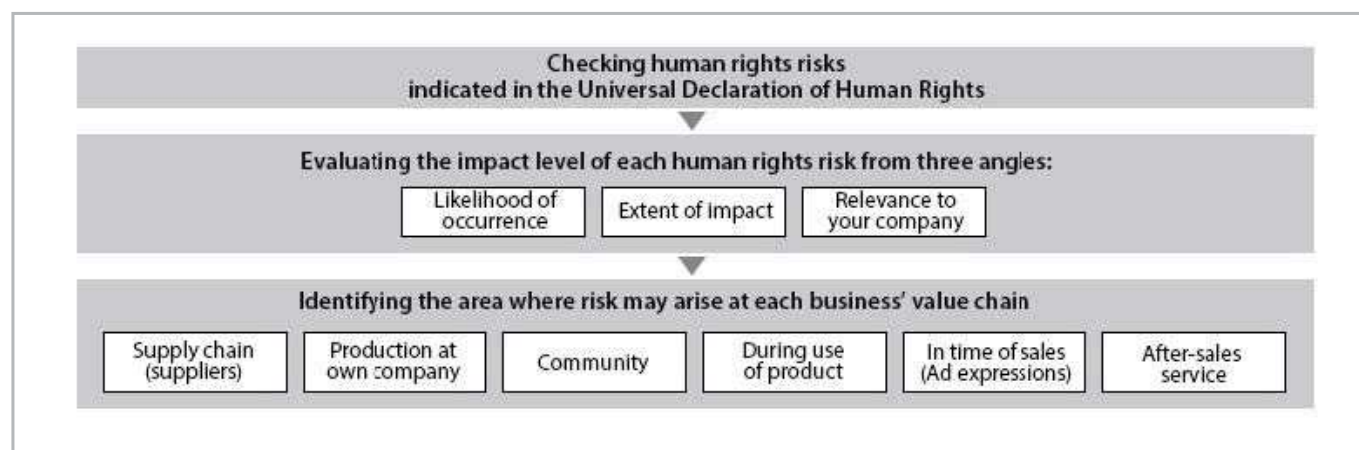 Checking human rights risks
indicated in the Universal Declaration of Human Rights
Evaluating the impact level of each human rights risk from three angles:
Likelihood of
occurrence
Extent of impact
Relevance to
your company
Identifying the area where risk may arise at each business' value chain
Supply chain
(suppliers)
Production at
own company
Community
During use
of product
In time of sales
(Ad expressions)
After-sales
service